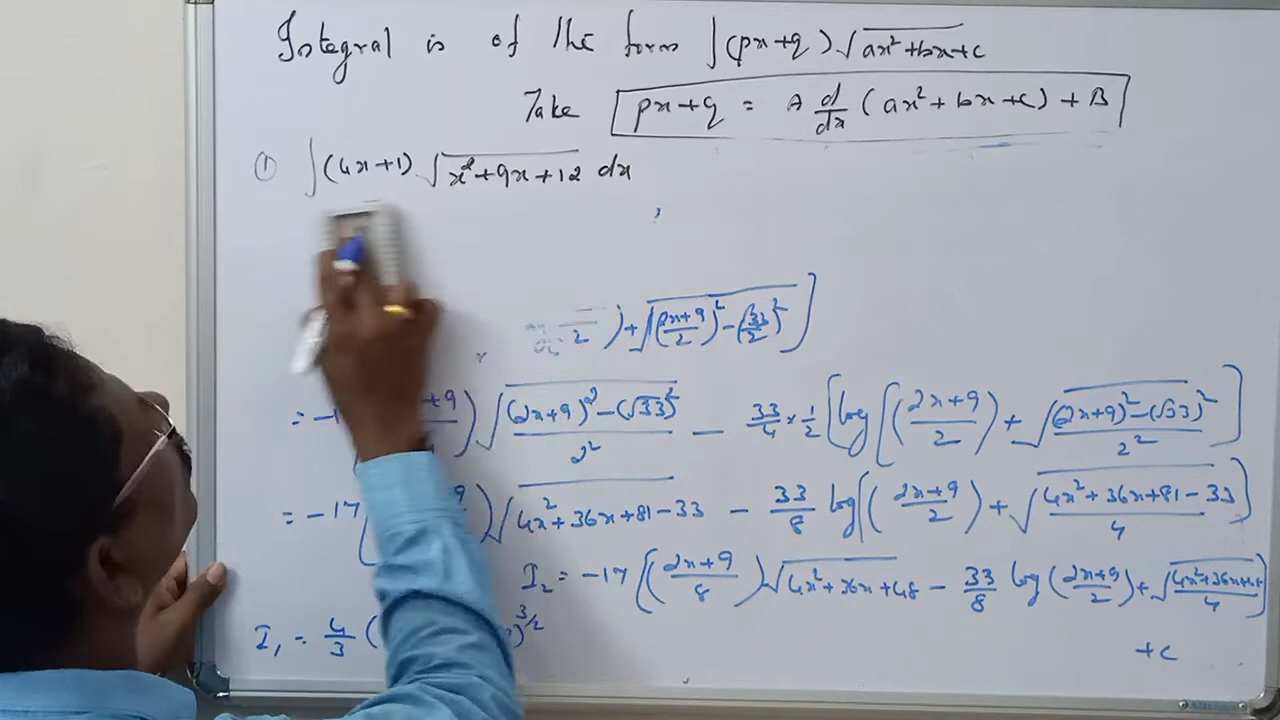 Integral is of the form ∫(px+q)√(ax²+bx+c)
Take px+q = A d/dx (ax²+bx+c) + B
① ∫(4x+1) √(x²+9x+12) dx
/2 ) + √((2x+9/2)² - (√33/2)²) ]
= -1 +9 ) √((2x+9)² - (√33)² / 2²) - 33/4 × 1/2 [ log [ ( 2x+9 / 2 ) + √((2x+9)² - (√33)² / 2²) ]
= -17 ( 9 ) √(4x²+36x+81-33) - 33/8 log [ ( 2x+9 / 2 ) + √(4x²+36x+81-33 / 4) ]
I₂ = -17 [ ( 2x+9 / 8 ) √(4x²+36x+48) - 33/8 log ( 2x+9 / 2 ) + √(4x²+36x+ / 4) ]
I₁ = 4/3 ( )^3/2
+c